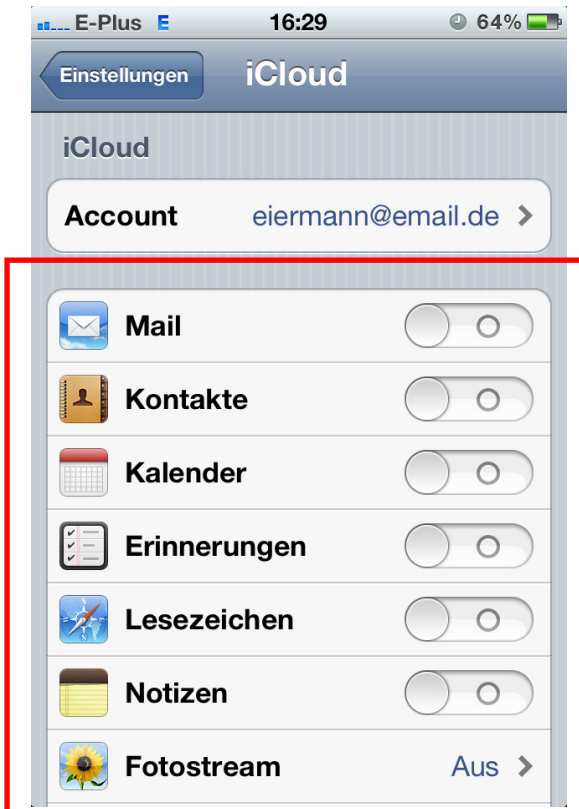 E-Plus E 16:29 64%
Einstellungen iCloud
iCloud
Account eiermann@email.de
Mail
Kontakte
Kalender
Erinnerungen
Lesezeichen
Notizen
Fotostream Aus